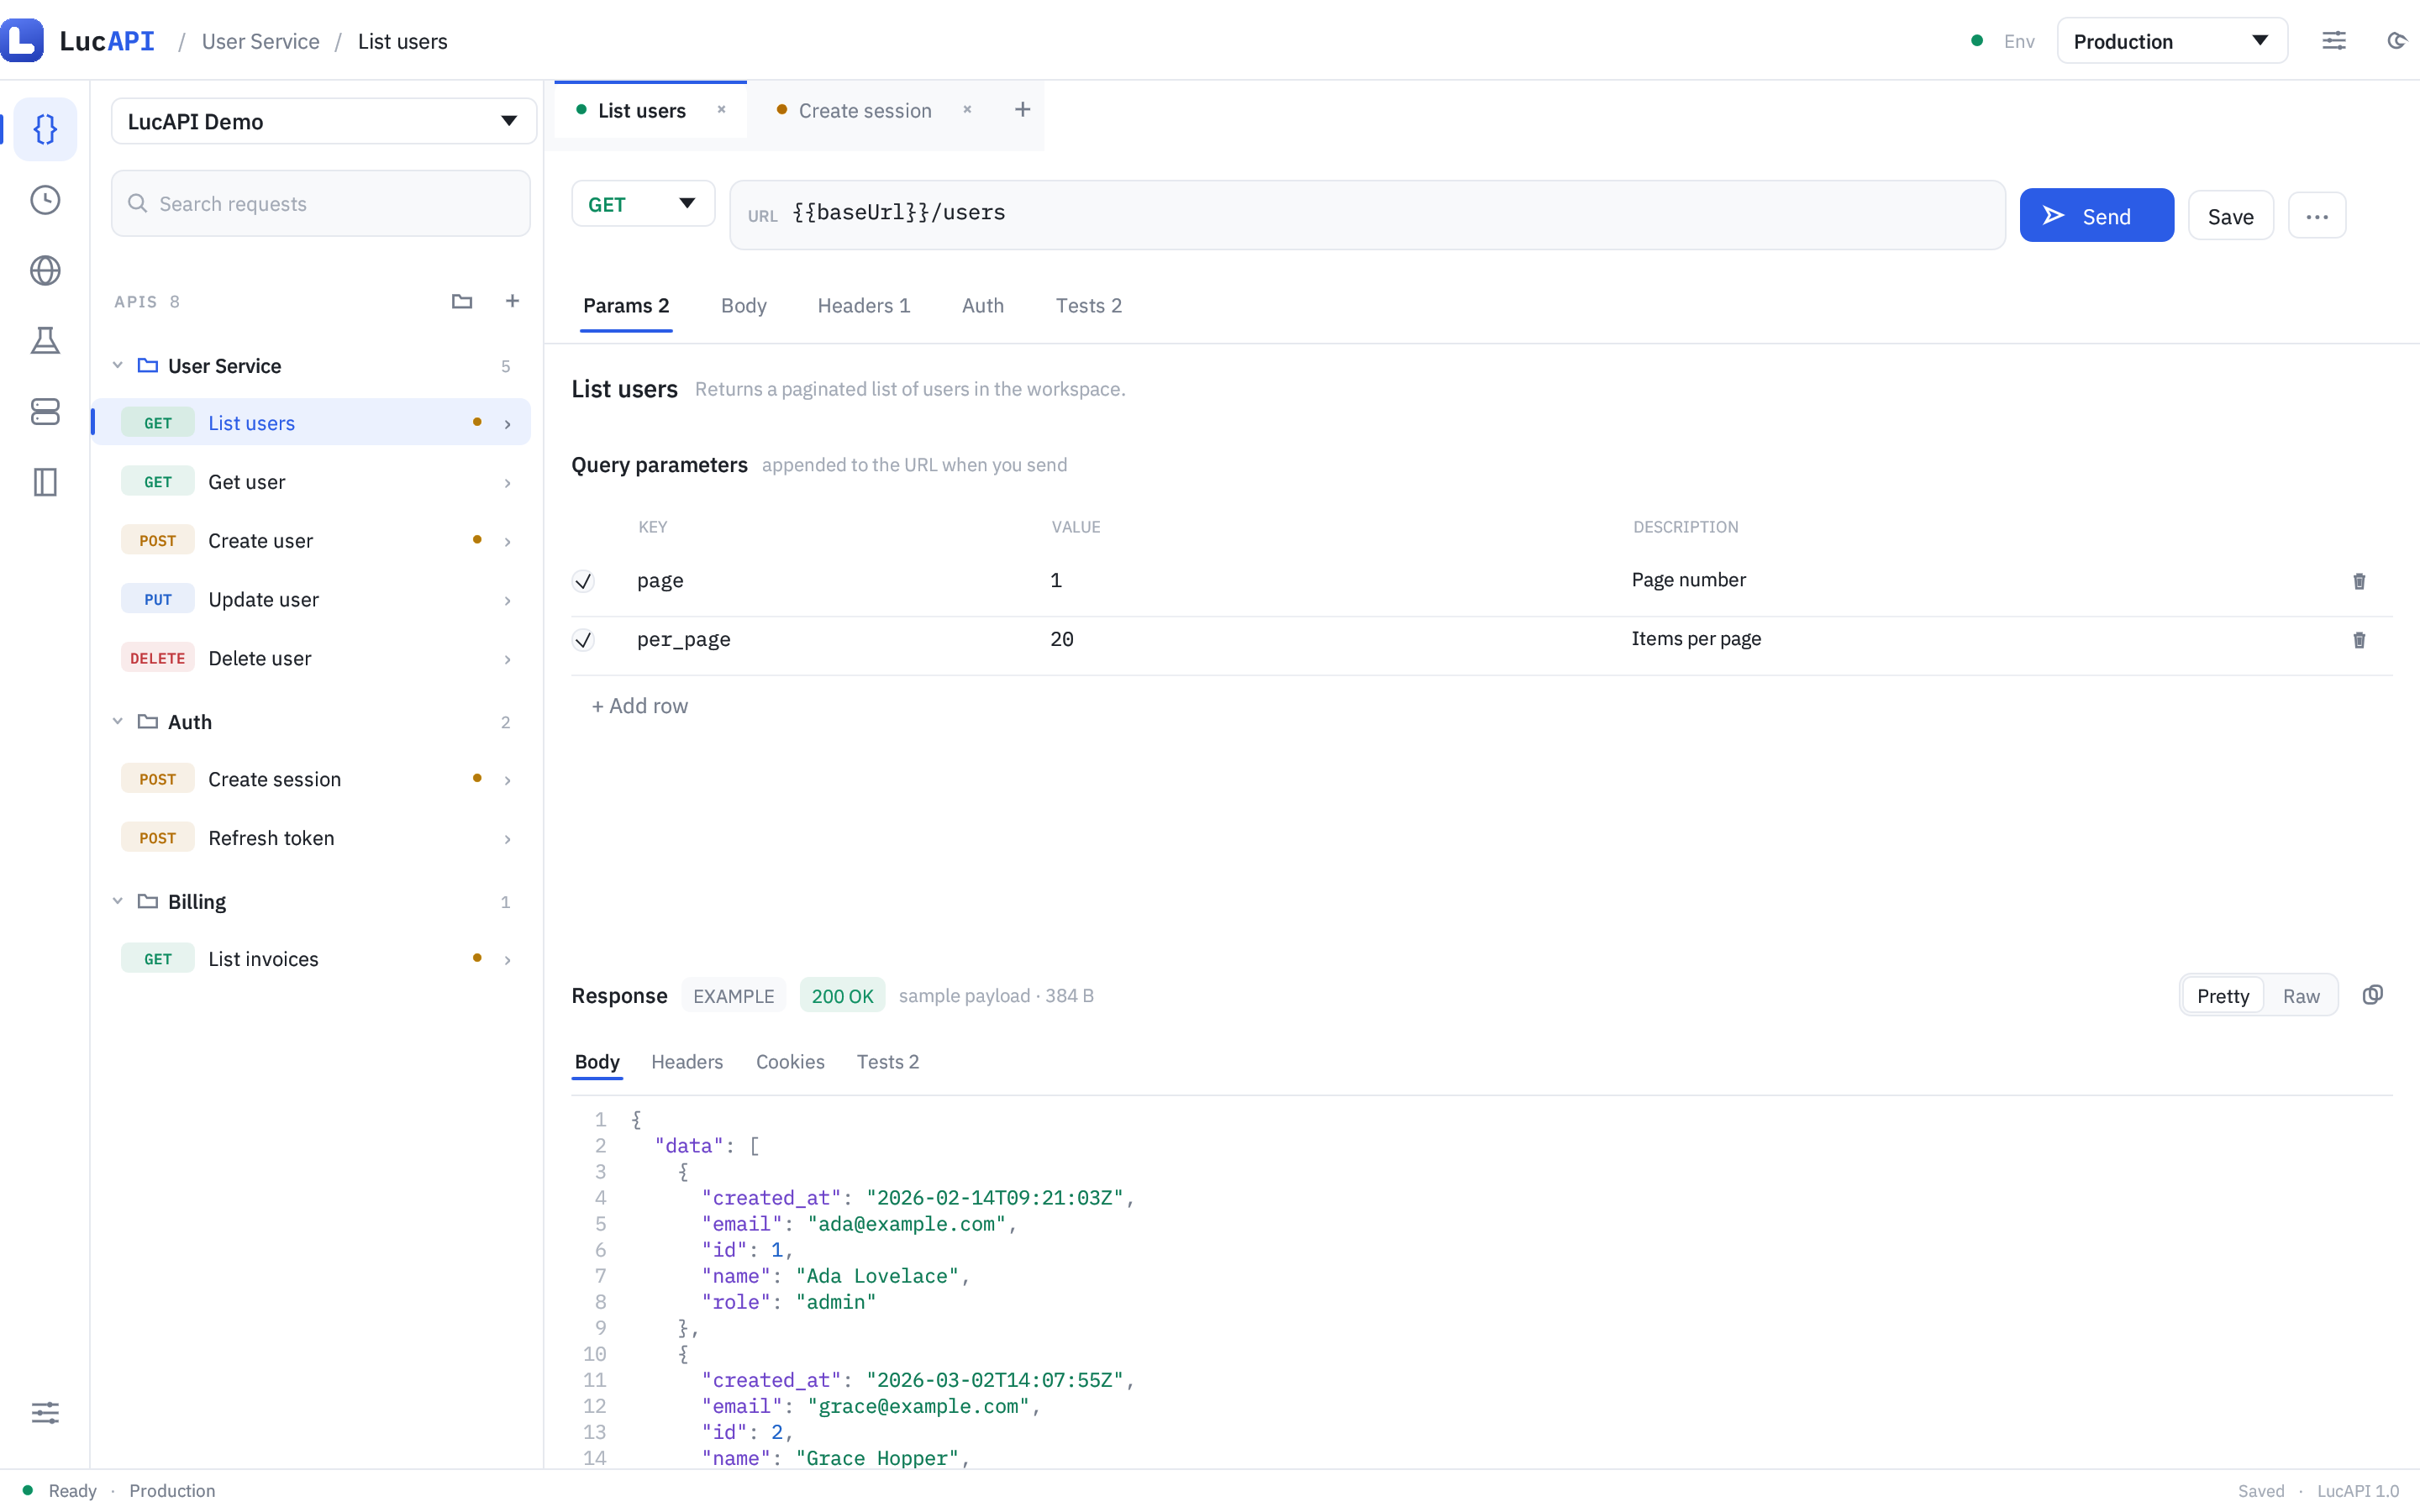 LucAPI / User Service / List users
Env Production
LucAPI Demo
Search requests
APIS 8
User Service 5
GET List users
GET Get user
POST Create user
PUT Update user
DELETE Delete user
Auth 2
POST Create session
POST Refresh token
Billing 1
GET List invoices
List users × Create session × +
GET URL {{baseUrl}}/users Send Save ...
Params 2 Body Headers 1 Auth Tests 2
List users Returns a paginated list of users in the workspace.
Query parameters appended to the URL when you send
KEY VALUE DESCRIPTION
page 1 Page number
per_page 20 Items per page
+ Add row
Response EXAMPLE 200 OK sample payload · 384 B Pretty Raw
Body Headers Cookies Tests 2
1 {
2 "data": [
3 {
4 "created_at": "2026-02-14T09:21:03Z",
5 "email": "ada@example.com",
6 "id": 1,
7 "name": "Ada Lovelace",
8 "role": "admin"
9 },
10 {
11 "created_at": "2026-03-02T14:07:55Z",
12 "email": "grace@example.com",
13 "id": 2,
14 "name": "Grace Hopper",
Ready · Production
Saved · LucAPI 1.0